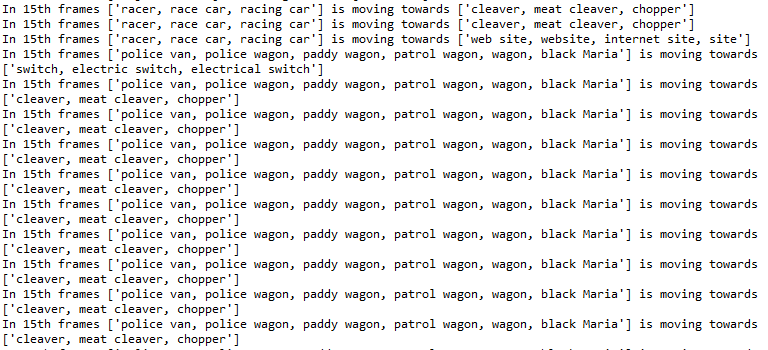 In 15th frames ['racer, race car, racing car'] is moving towards ['cleaver, meat cleaver, chopper']
In 15th frames ['racer, race car, racing car'] is moving towards ['cleaver, meat cleaver, chopper']
In 15th frames ['racer, race car, racing car'] is moving towards ['web site, website, internet site, site']
In 15th frames ['police van, police wagon, paddy wagon, patrol wagon, wagon, black Maria'] is moving towards
['switch, electric switch, electrical switch']
In 15th frames ['police van, police wagon, paddy wagon, patrol wagon, wagon, black Maria'] is moving towards
['cleaver, meat cleaver, chopper']
In 15th frames ['police van, police wagon, paddy wagon, patrol wagon, wagon, black Maria'] is moving towards
['cleaver, meat cleaver, chopper']
In 15th frames ['police van, police wagon, paddy wagon, patrol wagon, wagon, black Maria'] is moving towards
['cleaver, meat cleaver, chopper']
In 15th frames ['police van, police wagon, paddy wagon, patrol wagon, wagon, black Maria'] is moving towards
['cleaver, meat cleaver, chopper']
In 15th frames ['police van, police wagon, paddy wagon, patrol wagon, wagon, black Maria'] is moving towards
['cleaver, meat cleaver, chopper']
In 15th frames ['police van, police wagon, paddy wagon, patrol wagon, wagon, black Maria'] is moving towards
['cleaver, meat cleaver, chopper']
In 15th frames ['police van, police wagon, paddy wagon, patrol wagon, wagon, black Maria'] is moving towards
['cleaver, meat cleaver, chopper']
In 15th frames ['police van, police wagon, paddy wagon, patrol wagon, wagon, black Maria'] is moving towards
['cleaver, meat cleaver, chopper']
In 15th frames ['police van, police wagon, paddy wagon, patrol wagon, wagon, black Maria'] is moving towards
['cleaver, meat cleaver, chopper']